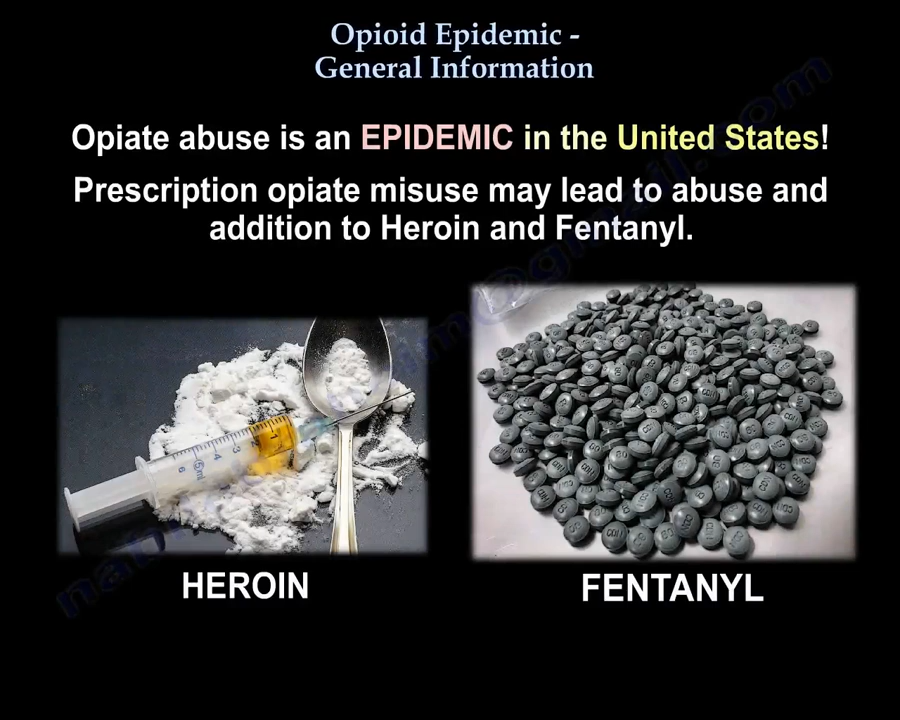 Opioid Epidemic -
General Information
Opiate abuse is an EPIDEMIC in the United States!
Prescription opiate misuse may lead to abuse and
addition to Heroin and Fentanyl.
HEROIN
FENTANYL